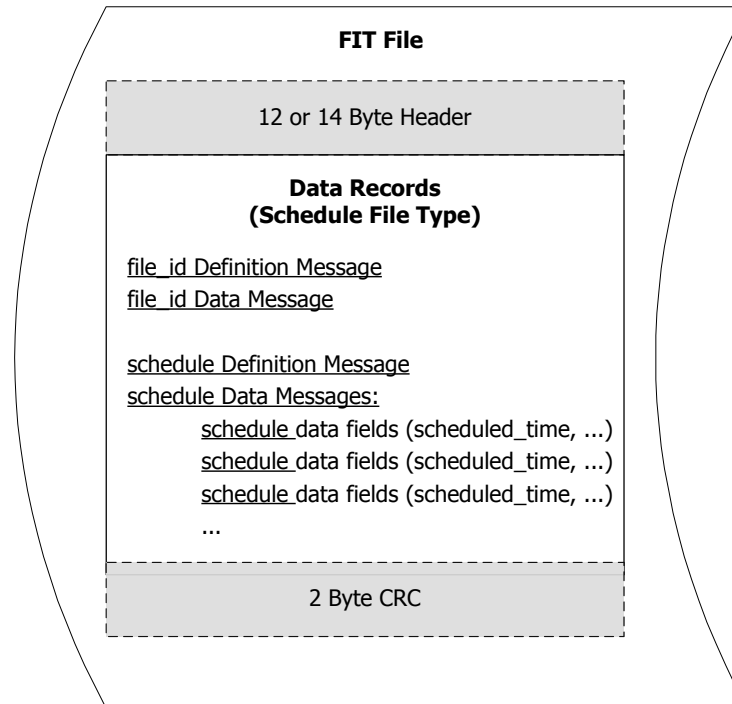 FIT File
12 or 14 Byte Header
Data Records
(Schedule File Type)
file_id Definition Message
file_id Data Message
schedule Definition Message
schedule Data Messages:
schedule data fields (scheduled_time, ...)
schedule data fields (scheduled_time, ...)
schedule data fields (scheduled_time, ...)
...
2 Byte CRC